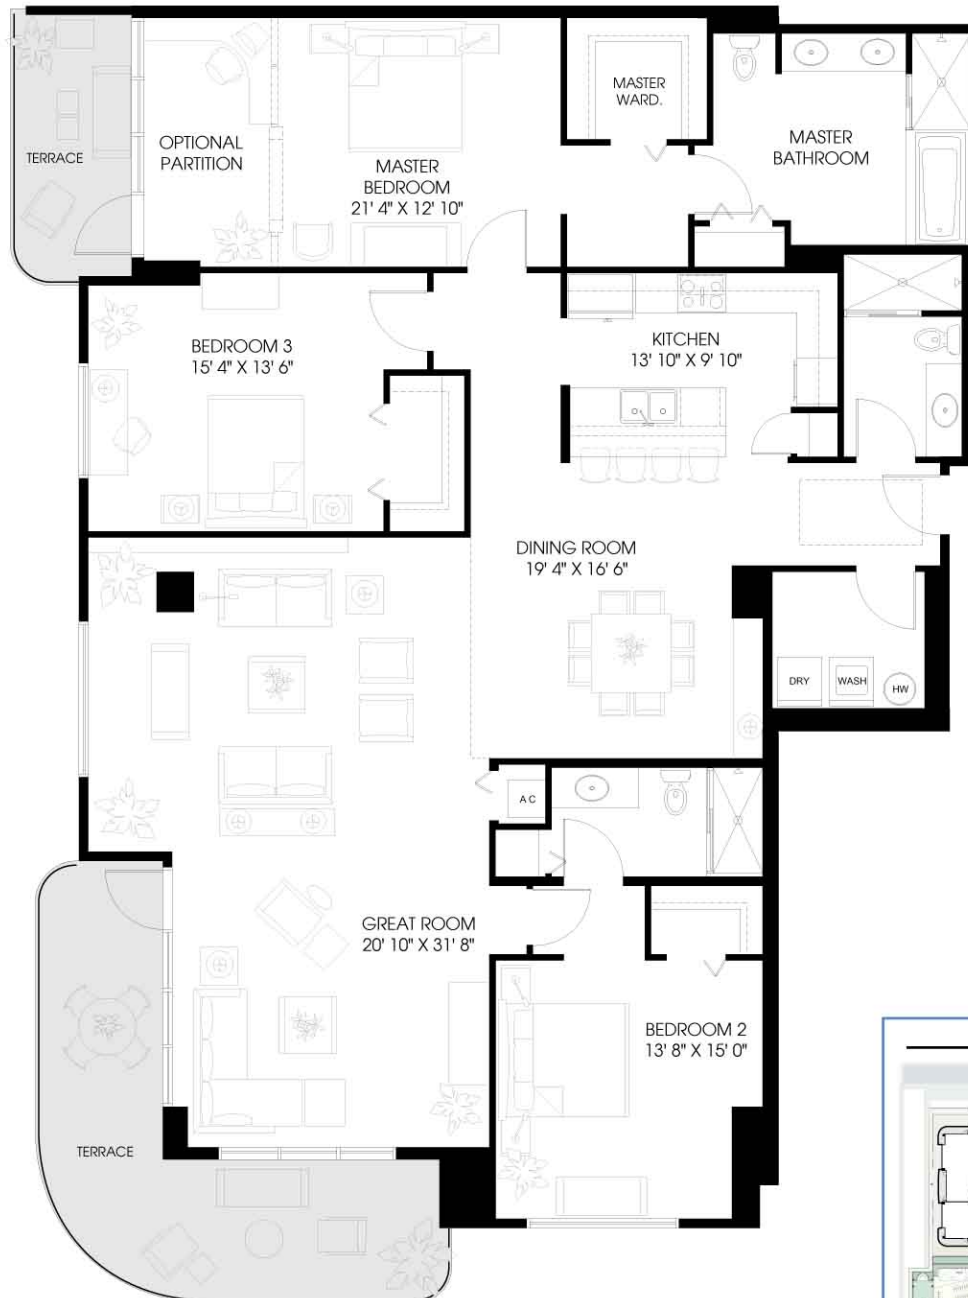 MASTER
WARD.
TERRACE
OPTIONAL
PARTITION
MASTER
BEDROOM
21' 4" X 12' 10"
MASTER
BATHROOM
BEDROOM 3
15' 4" X 13' 6"
KITCHEN
13' 10" X 9' 10"
DINING ROOM
19' 4" X 16' 6"
DRY
WASH
HW
A C
GREAT ROOM
20' 10" X 31' 8"
BEDROOM 2
13' 8" X 15' 0"
TERRACE